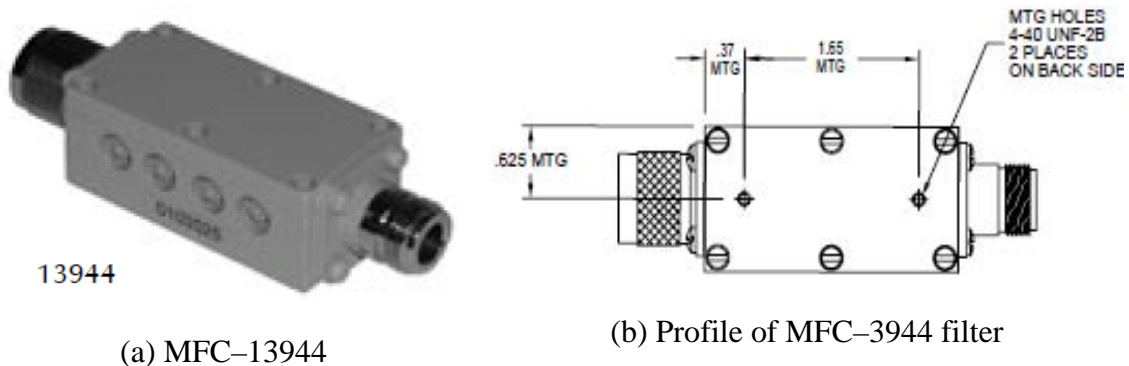 13944
(a) MFC–13944
.37
MTG
1.65
MTG
MTG HOLES
4-40 UNF-2B
2 PLACES
ON BACK SIDE
.625 MTG
(b) Profile of MFC–3944 filter